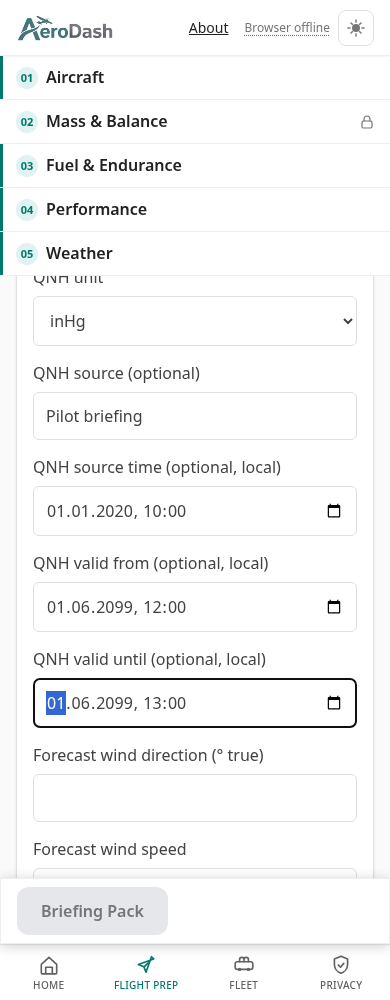 AeroDash
About
Browser offline
01 Aircraft
02 Mass & Balance
03 Fuel & Endurance
04 Performance
05 Weather
QNH unit
inHg
QNH source (optional)
Pilot briefing
QNH source time (optional, local)
01.01.2020, 10:00
QNH valid from (optional, local)
01.06.2099, 12:00
QNH valid until (optional, local)
01.06.2099, 13:00
Forecast wind direction (° true)
Forecast wind speed
Briefing Pack
HOME
FLIGHT PREP
FLEET
PRIVACY